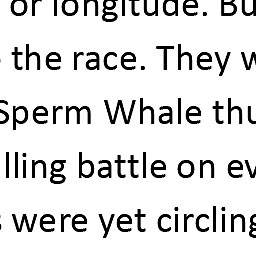 or longitude. Bu
the race. They w
Sperm Whale thu
lling battle on ev
s were yet circling